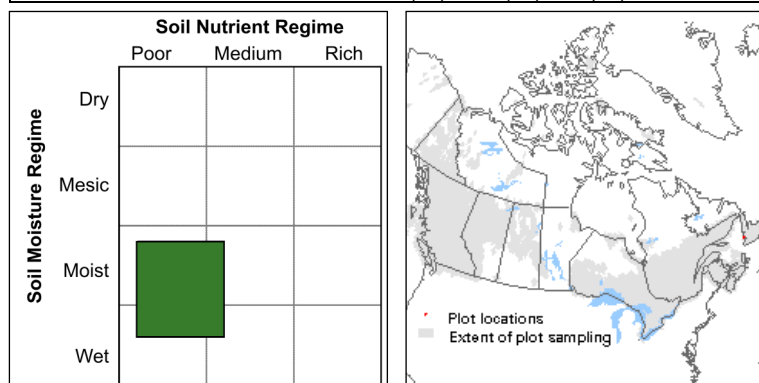 Soil Nutrient Regime
Poor Medium Rich
Soil Moisture Regime
Dry
Mesic
Moist
Wet
Plot locations
Extent of plot sampling